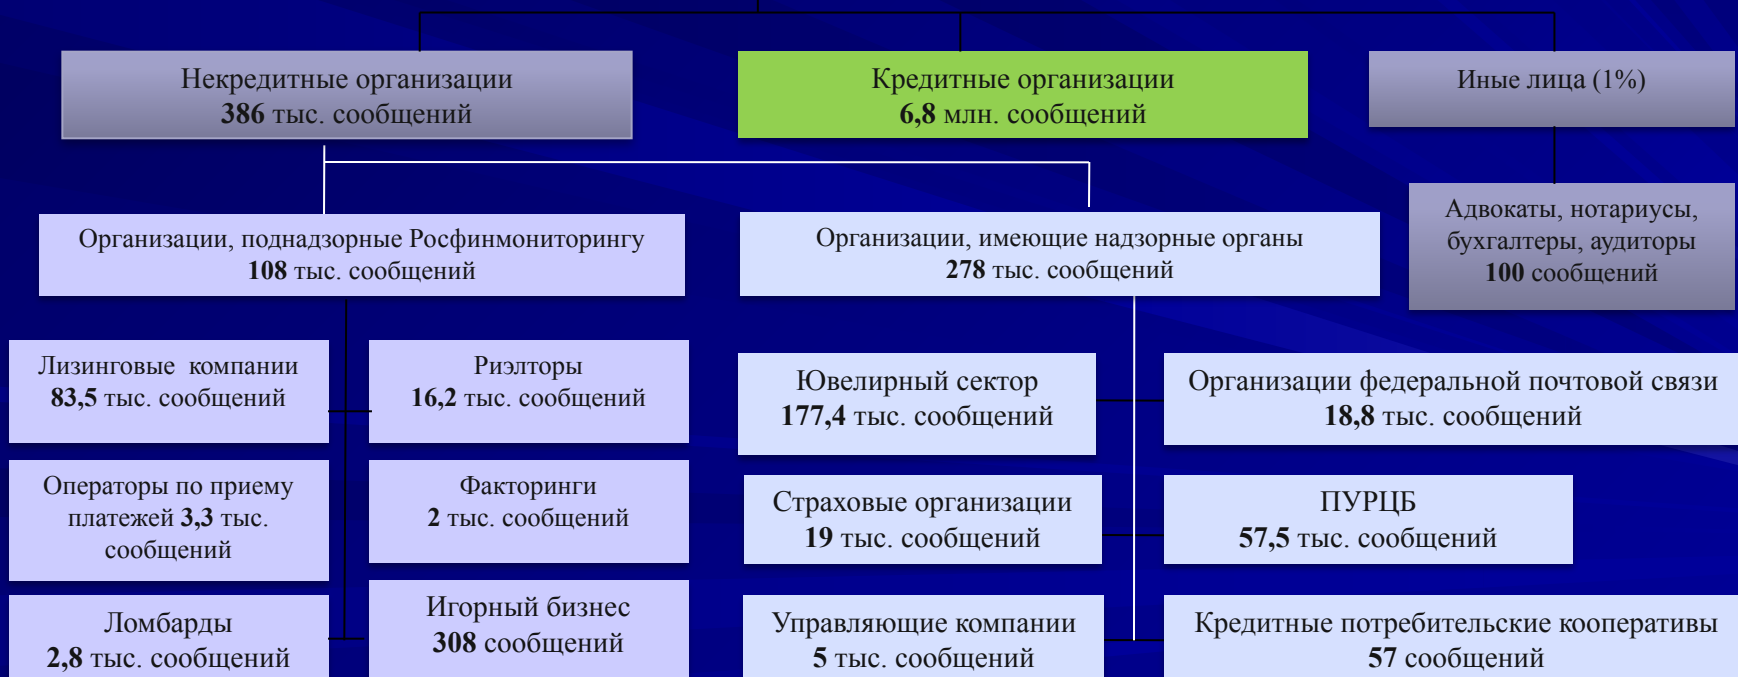 Некредитные организации
386 тыс. сообщений
Кредитные организации
6,8 млн. сообщений
Иные лица (1%)
Адвокаты, нотариусы,
бухгалтеры, аудиторы
100 сообщений
Организации, поднадзорные Росфинмониторингу
108 тыс. сообщений
Организации, имеющие надзорные органы
278 тыс. сообщений
Лизинговые компании
83,5 тыс. сообщений
Риэлторы
16,2 тыс. сообщений
Ювелирный сектор
177,4 тыс. сообщений
Организации федеральной почтовой связи
18,8 тыс. сообщений
Операторы по приему
платежей 3,3 тыс.
сообщений
Факторинги
2 тыс. сообщений
Страховые организации
19 тыс. сообщений
ПУРЦБ
57,5 тыс. сообщений
Ломбарды
2,8 тыс. сообщений
Игорный бизнес
308 сообщений
Управляющие компании
5 тыс. сообщений
Кредитные потребительские кооперативы
57 сообщений